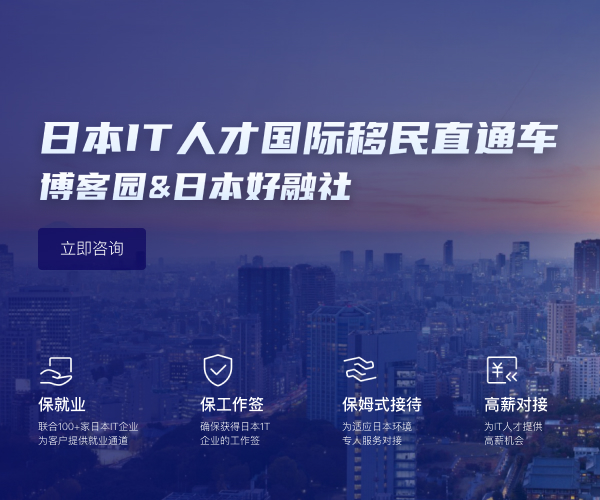 日本IT人才国际移民直通车
博客园&日本好融社
立即咨询
保就业
联合100+家日本IT企业
为客户提供就业通道
保工作签
确保获得日本IT
企业的工作签
保姆式接待
为适应日本环境
专人服务对接
高薪对接
为IT人才提供
高薪机会